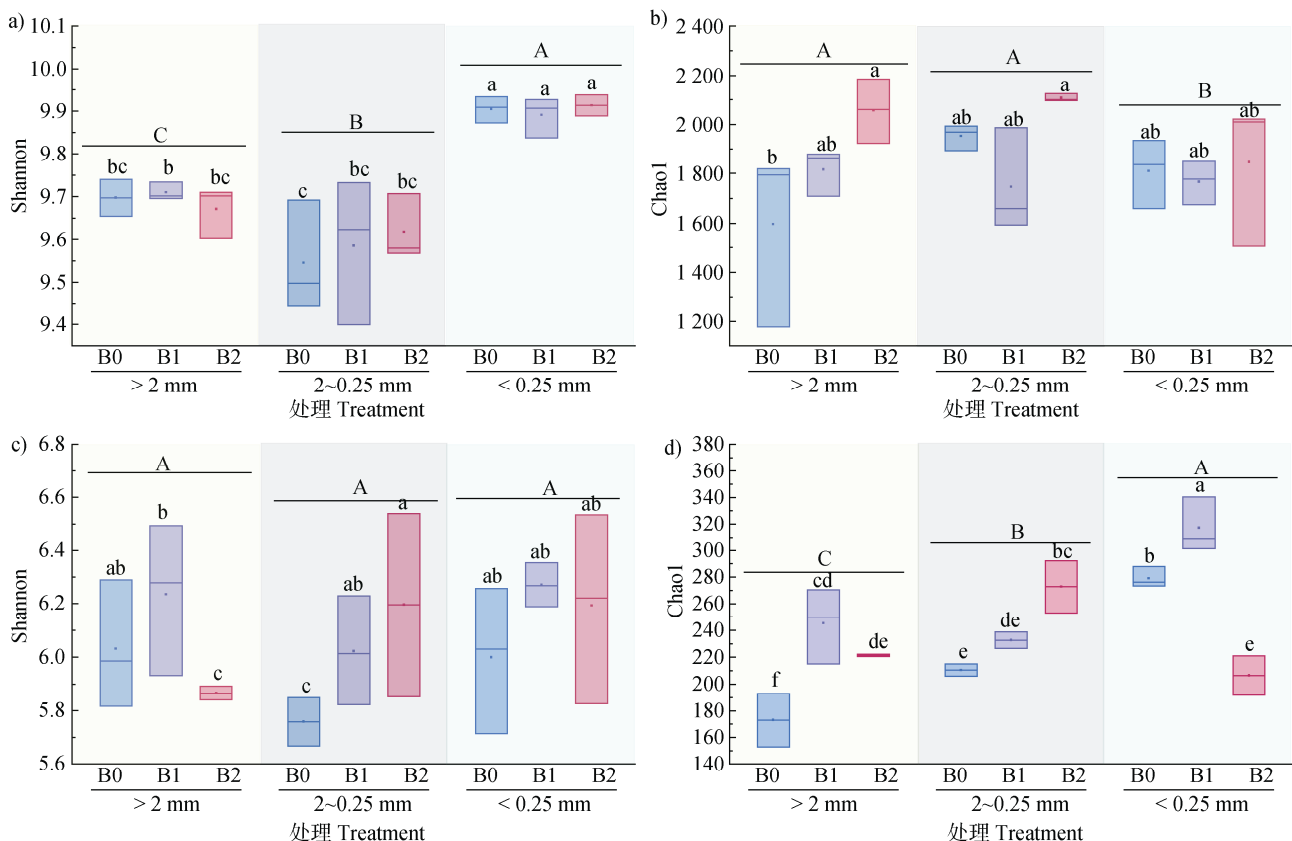 a)
10.1
10.0
9.9
9.8
9.7
9.6
9.5
9.4
Shannon
C
B
A
bc
b
bc
c
bc
bc
a
a
a
B0 B1 B2 B0 B1 B2 B0 B1 B2
> 2 mm 2~0.25 mm < 0.25 mm
处理 Treatment
b)
2 400
2 200
2 000
1 800
1 600
1 400
1 200
Chao1
A
A
B
b
ab
a
ab
ab
a
ab
ab
ab
B0 B1 B2 B0 B1 B2 B0 B1 B2
> 2 mm 2~0.25 mm < 0.25 mm
处理 Treatment
c)
6.8
6.6
6.4
6.2
6.0
5.8
5.6
Shannon
A
A
A
ab
b
c
c
ab
a
ab
ab
ab
B0 B1 B2 B0 B1 B2 B0 B1 B2
> 2 mm 2~0.25 mm < 0.25 mm
处理 Treatment
d)
380
360
340
320
300
280
260
240
220
200
180
160
140
Chao1
C
B
A
f
cd
de
e
de
bc
b
a
e
B0 B1 B2 B0 B1 B2 B0 B1 B2
> 2 mm 2~0.25 mm < 0.25 mm
处理 Treatment